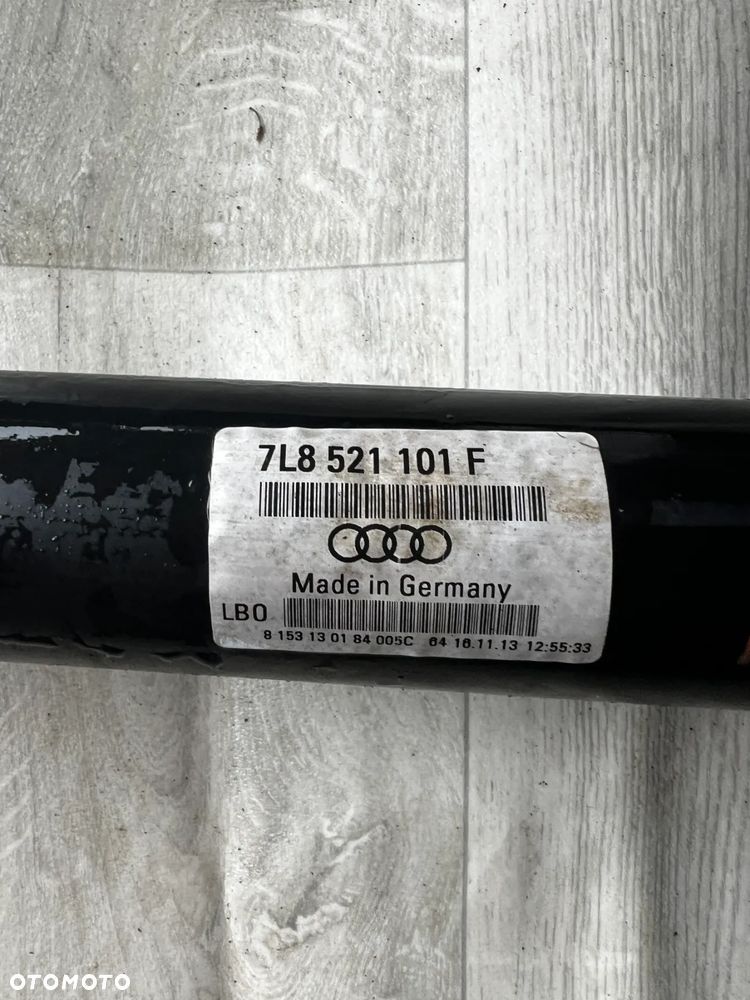 7L8 521 101 F
Made in Germany
LBO
8 153 13 01 84 005C 64 16.11.13 12:55:33
OTOMOTO